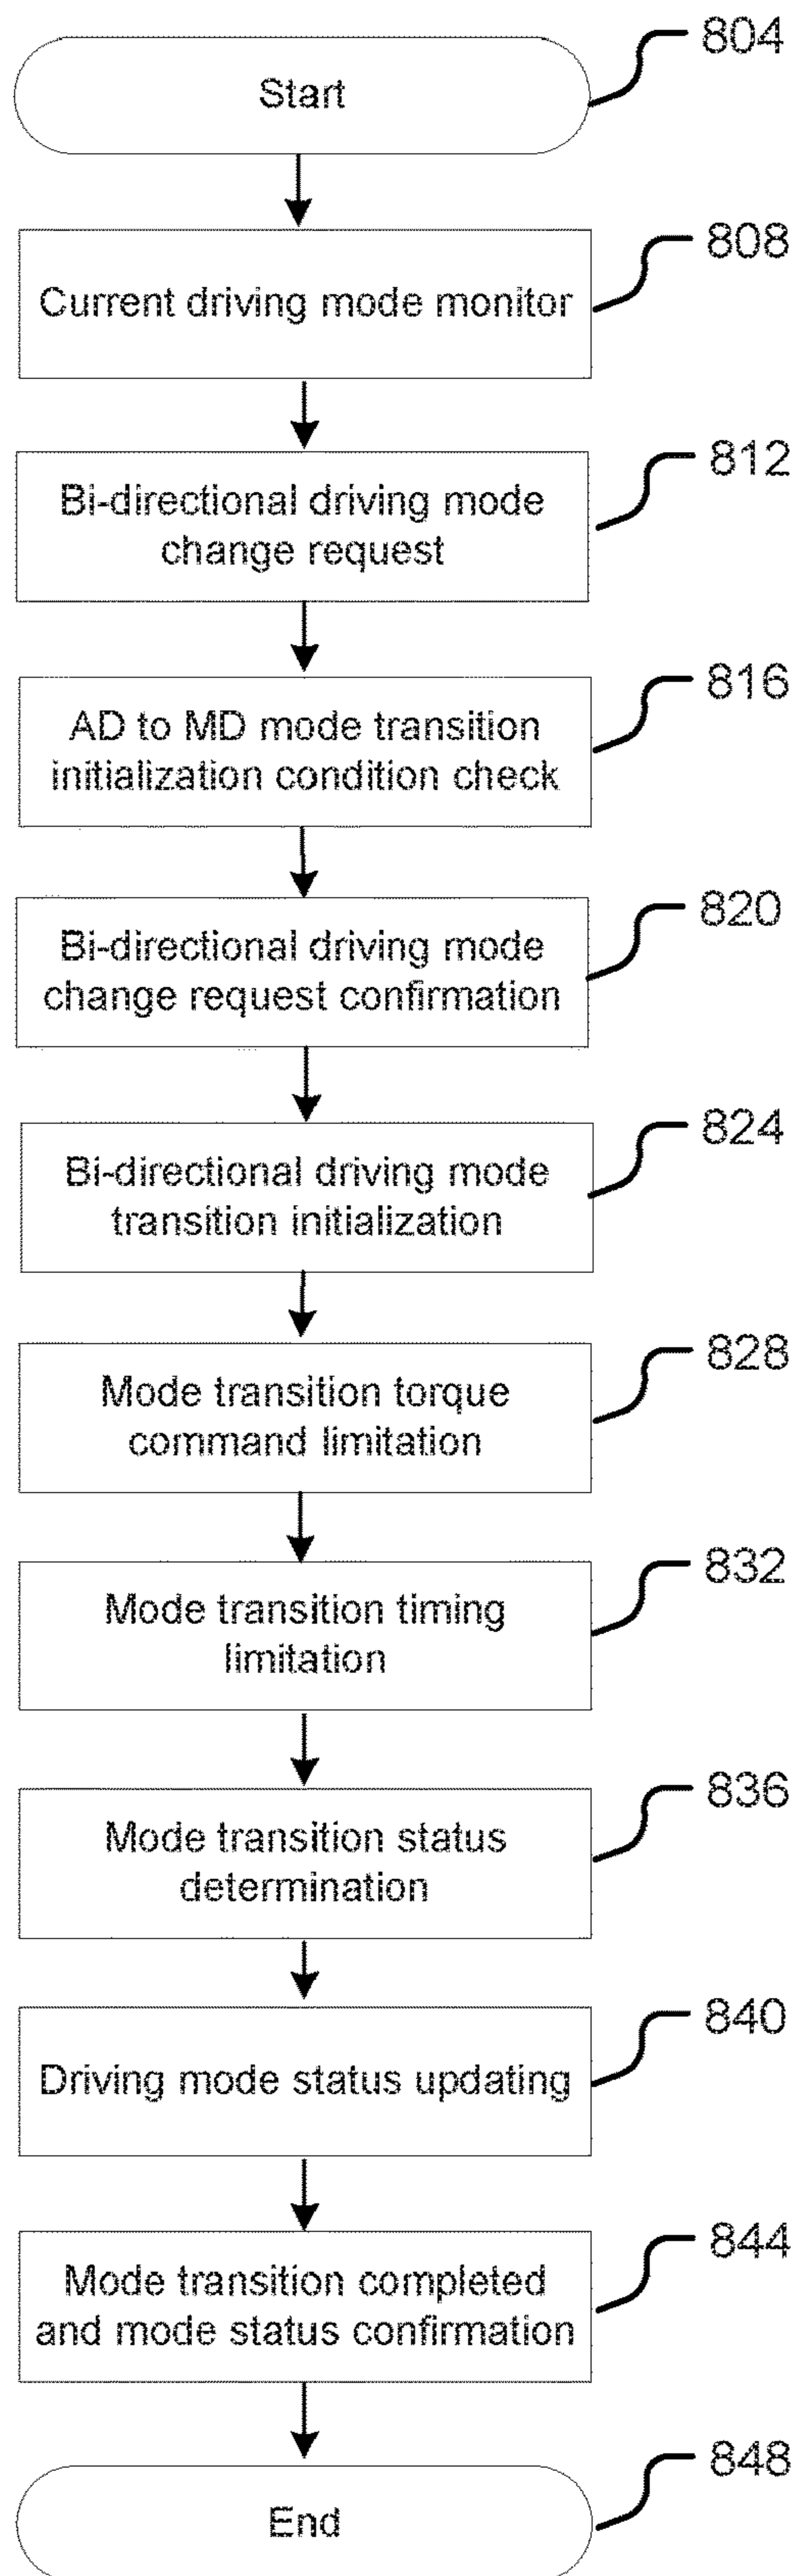 Start
804
Current driving mode monitor
808
Bi-directional driving mode
change request
812
AD to MD mode transition
initialization condition check
816
Bi-directional driving mode
change request confirmation
820
Bi-directional driving mode
transition initialization
824
Mode transition torque
command limitation
828
Mode transition timing
limitation
832
Mode transition status
determination
836
Driving mode status updating
840
Mode transition completed
and mode status confirmation
844
End
848